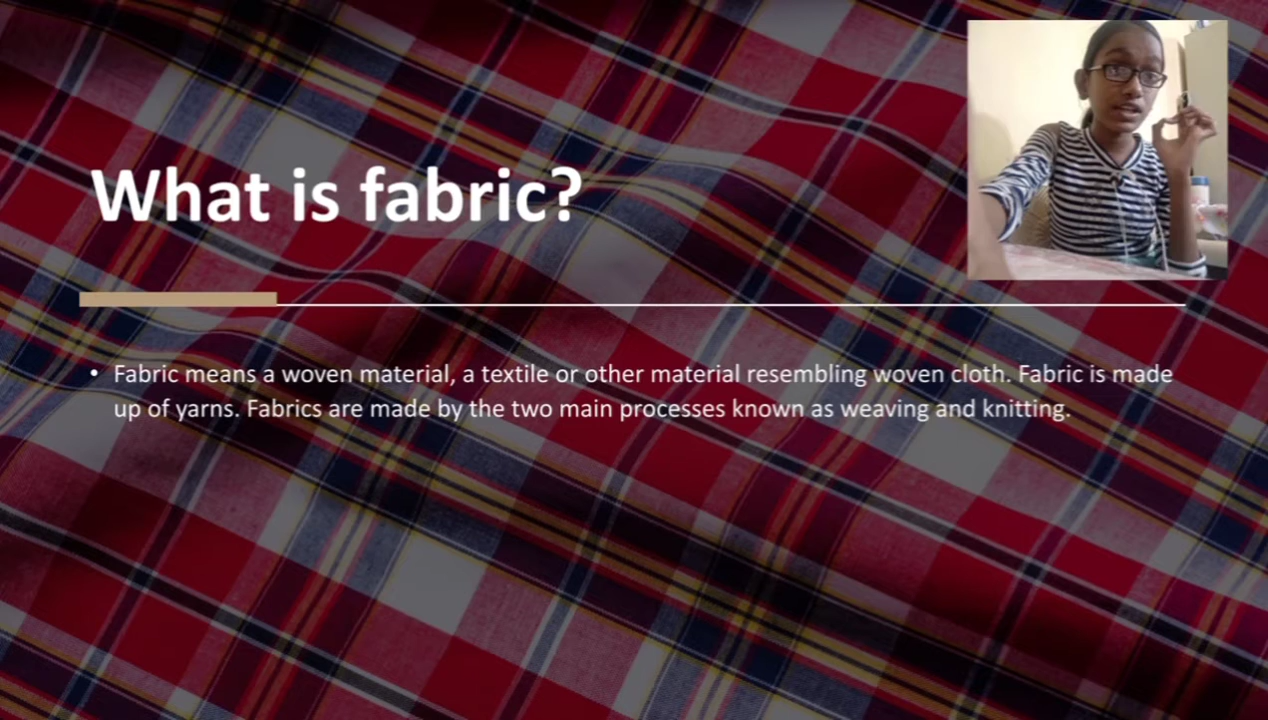 What is fabric?
• Fabric means a woven material, a textile or other material resembling woven cloth. Fabric is made
up of yarns. Fabrics are made by the two main processes known as weaving and knitting.